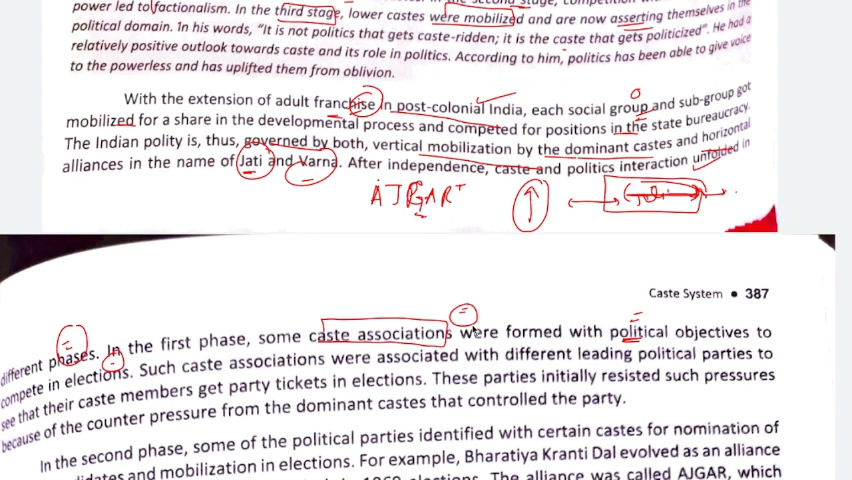 power led to factionalism. In the third stage, lower castes were mobilized and are now asserting themselves in the
political domain. In his words, "It is not politics that gets caste-ridden; it is the caste that gets politicized". He had a
relatively positive outlook towards caste and its role in politics. According to him, politics has been able to give voice
to the powerless and has uplifted them from oblivion.
With the extension of adult franchise in post-colonial India, each social group and sub-group got
mobilized for a share in the developmental process and competed for positions in the state bureaucracy.
The Indian polity is, thus, governed by both, vertical mobilization by the dominant castes and horizontal
alliances in the name of Jati and Varna. After independence, caste and politics interaction unfolded in
AJGAR
Caste System • 387
different phases. In the first phase, some caste associations were formed with political objectives to
compete in elections. Such caste associations were associated with different leading political parties to
see that their caste members get party tickets in elections. These parties initially resisted such pressures
because of the counter pressure from the dominant castes that controlled the party.
In the second phase, some of the political parties identified with certain castes for nomination of
and mobilization in elections. For example, Bharatiya Kranti Dal evolved as an alliance
elections. The alliance was called AJGAR, which